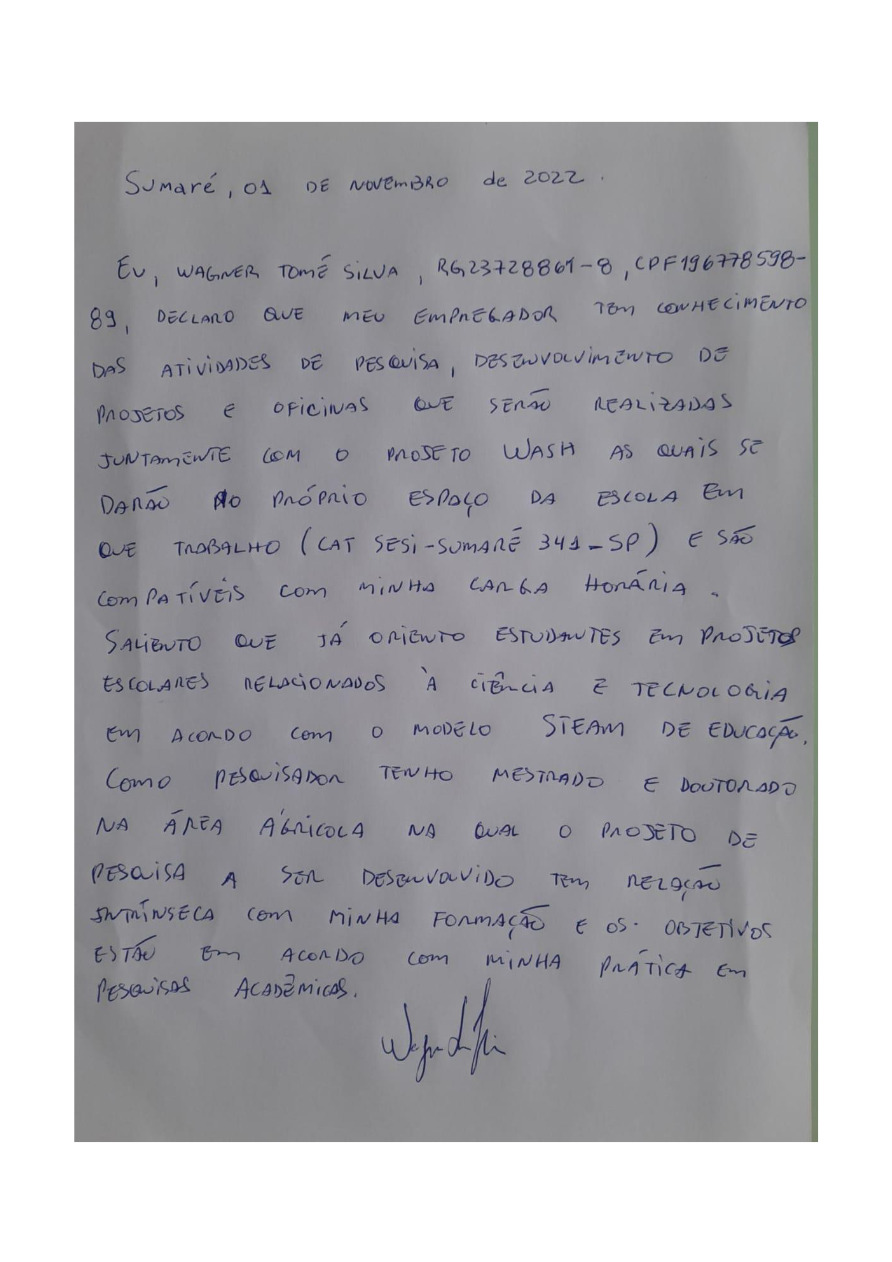 Sumaré, 01 DE NOVEMBRO de 2022.
EU, WAGNER TOMÉ SILVA, RG23728861-8, CPF196778598-
89, DECLARO QUE MEU EMPREGADOR TEM CONHECIMENTO
DAS ATIVIDADES DE PESQUISA, DESENVOLVIMENTO DE
PROJETOS E OFICINAS QUE SERÃO REALIZADAS
JUNTAMENTE COM O PROJETO WASH AS QUAIS SE
DARÃO NO PRÓPRIO ESPAÇO DA ESCOLA EM
QUE TRABALHO (CAT SESI-SUMARÉ 341-SP) E SÃO
COMPATÍVEIS COM MINHA CARGA HORÁRIA.
SALIENTO QUE JÁ ORIENTO ESTUDANTES EM PROJETOS
ESCOLARES RELACIONADOS À CIÊNCIA E TECNOLOGIA
EM ACORDO COM O MODELO STEAM DE EDUCAÇÃO.
COMO PESQUISADOR TENHO MESTRADO E DOUTORADO
NA ÁREA AGRÍCOLA NA QUAL O PROJETO DE
PESQUISA A SER DESENVOLVIDO TEM RELAÇÃO
INTRÍNSECA COM MINHA FORMAÇÃO E OS OBJETIVOS
ESTÃO EM ACORDO COM MINHA PRÁTICA EM
PESQUISAS ACADÊMICAS.